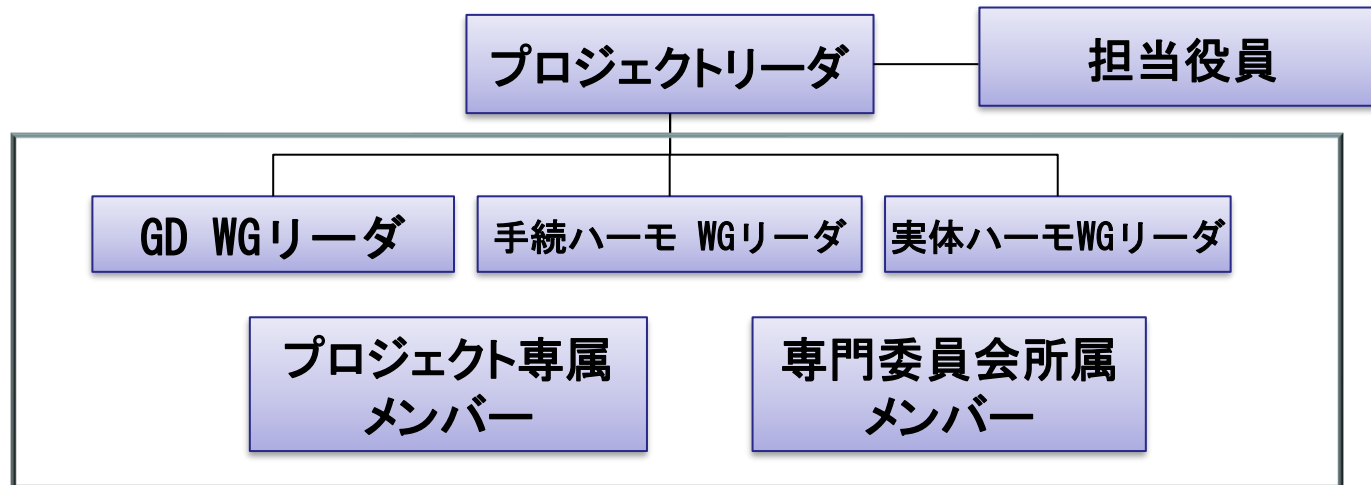 プロジェクトリーダ
担当役員
GD WGリーダ
手続ハーモ WGリーダ
実体ハーモWGリーダ
プロジェクト専属
メンバー
専門委員会所属
メンバー